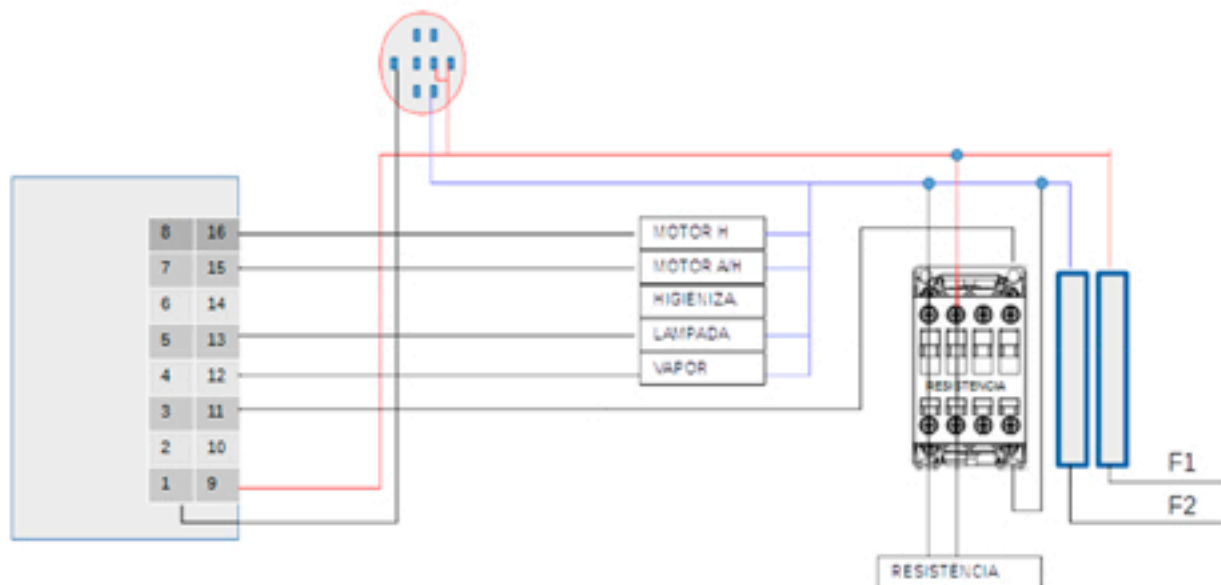 8 16
7 15
6 14
5 13
4 12
3 11
2 10
1 9
MOTOR H
MOTOR A/H
HIGIENIZA
LAMPADA
VAPOR
RESISTENCIA
F1
F2
RESISTÊNCIA